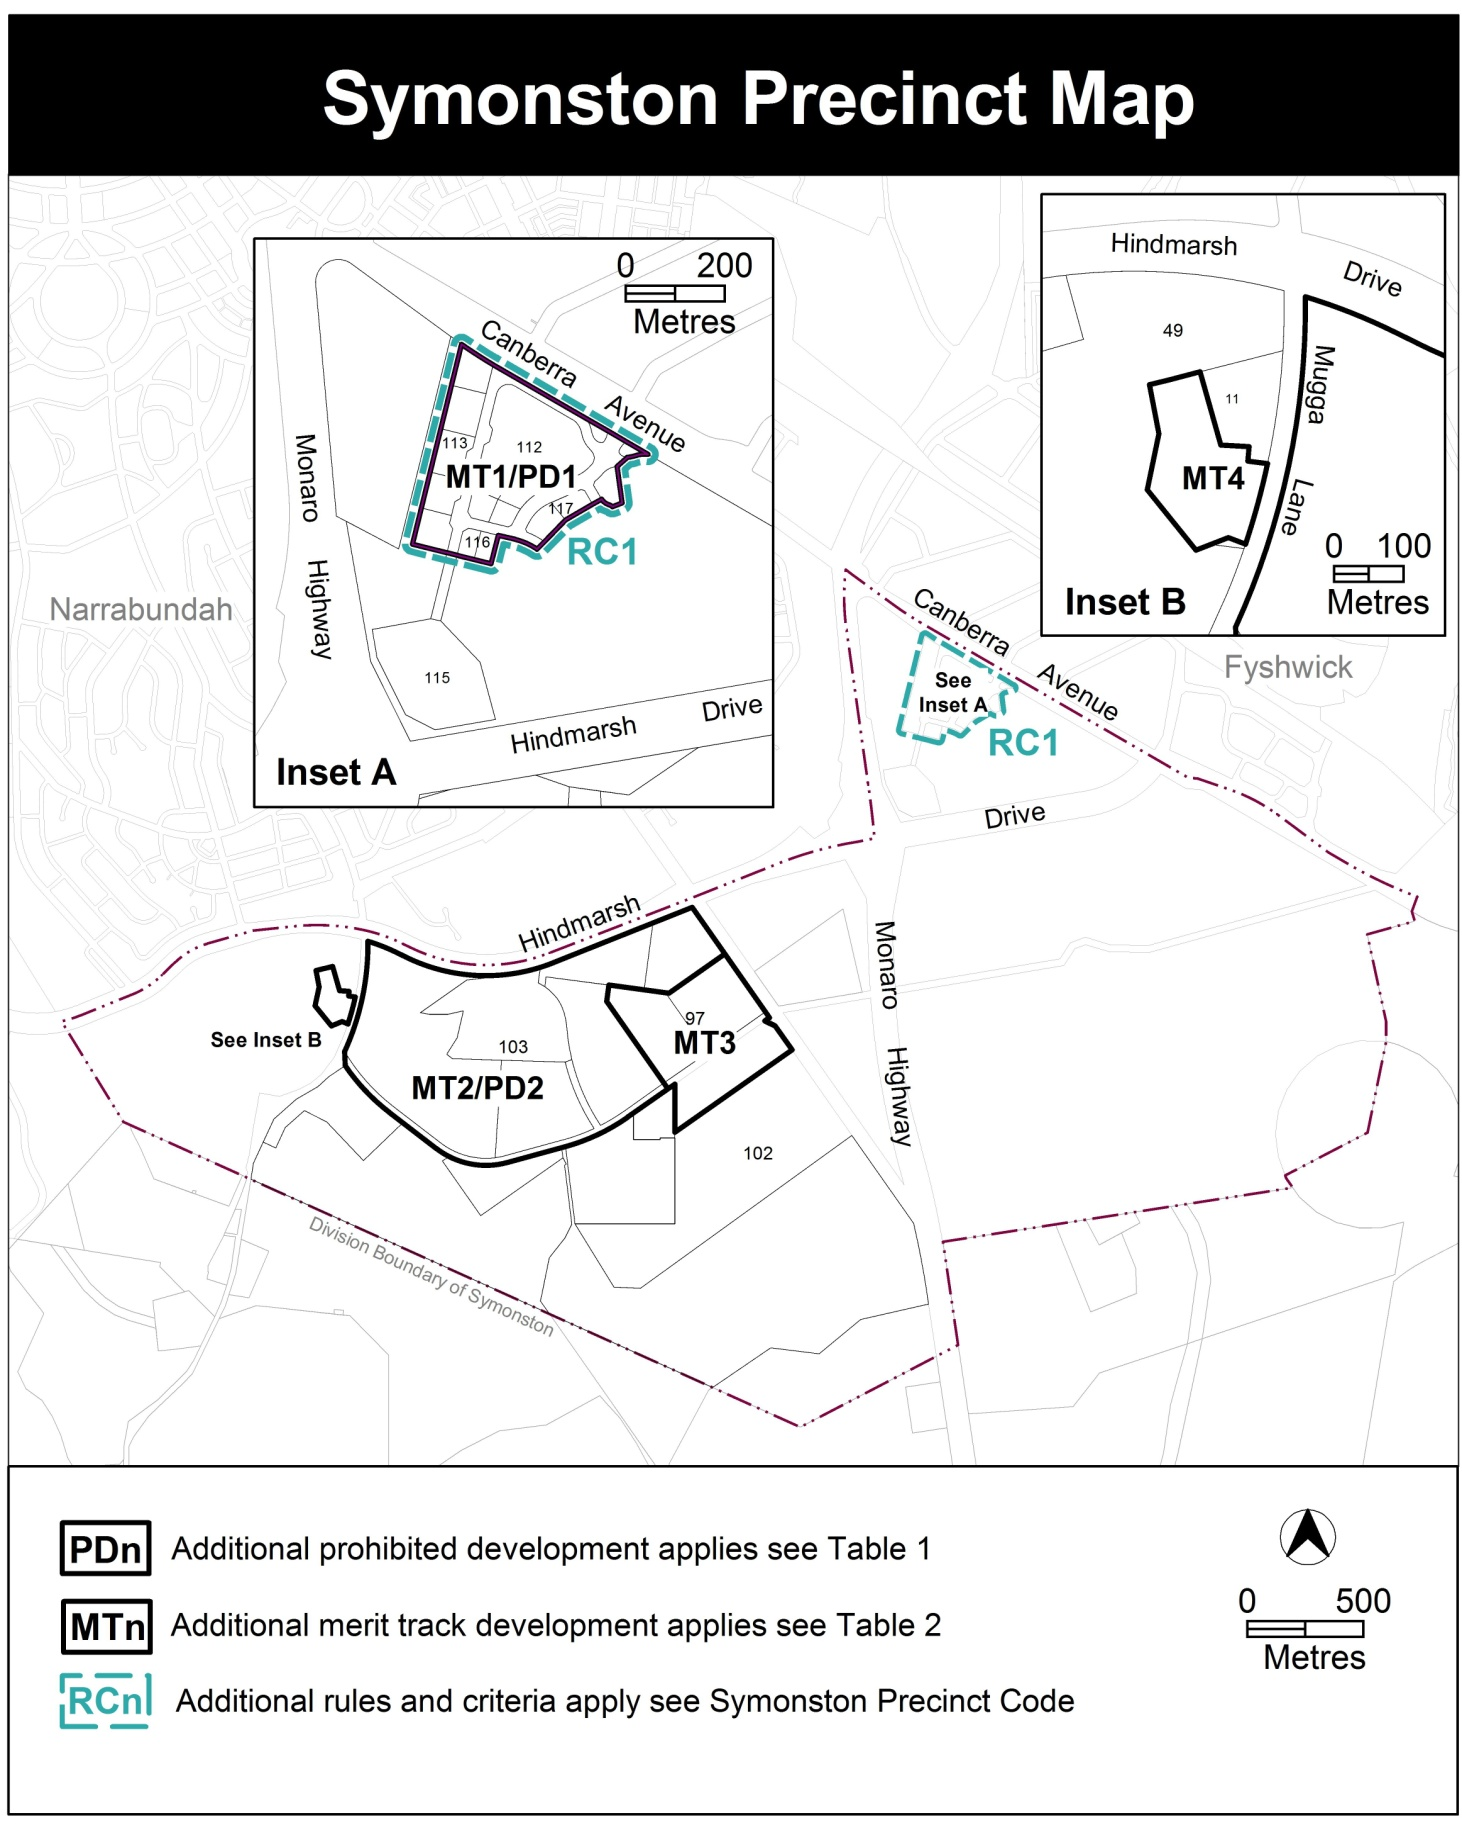 Symonston Precinct Map
0 200
Metres
Canberra
Avenue
Monaro
Highway
113
112
MT1/PD1
117
116
RC1
115
Hindmarsh
Drive
Inset A
Hindmarsh
Drive
49
11
Mugga
Lane
MT4
0 100
Metres
Inset B
Narrabundah
Fyshwick
Canberra
Avenue
See
Inset A
RC1
Drive
Hindmarsh
Monaro
Highway
See Inset B
97
MT3
103
MT2/PD2
102
Division Boundary of Symonston
PDn Additional prohibited development applies see Table 1
MTn Additional merit track development applies see Table 2
RCn Additional rules and criteria apply see Symonston Precinct Code
0 500
Metres